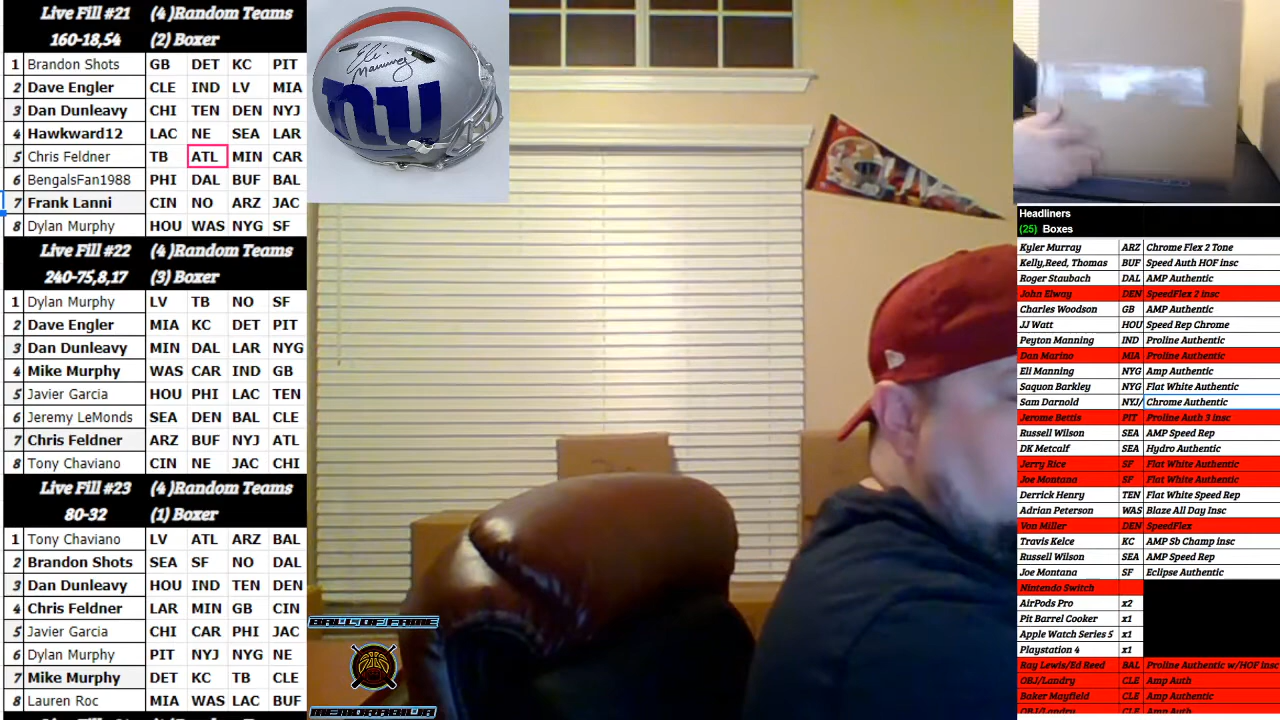 Live Fill #21 (4 )Random Teams
160-18,54 (2) Boxer
1 Brandon Shots GB DET KC PIT
2 Dave Engler CLE IND LV MIA
3 Dan Dunleavy CHI TEN DEN NYJ
4 Hawkward12 LAC NE SEA LAR
5 Chris Feldner TB ATL MIN CAR
6 BengalsFan1988 PHI DAL BUF BAL
7 Frank Lanni CIN NO ARZ JAC
8 Dylan Murphy HOU WAS NYG SF
Live Fill #22 (4 )Random Teams
240-75,8,17 (3) Boxer
1 Dylan Murphy LV TB NO SF
2 Dave Engler MIA KC DET PIT
3 Dan Dunleavy MIN DAL LAR NYG
4 Mike Murphy WAS CAR IND GB
5 Javier Garcia HOU PHI LAC TEN
6 Jeremy LeMonds SEA DEN BAL CLE
7 Chris Feldner ARZ BUF NYJ ATL
8 Tony Chaviano CIN NE JAC CHI
Live Fill #23 (4 )Random Teams
80-32 (1) Boxer
1 Tony Chaviano LV ATL ARZ BAL
2 Brandon Shots SEA SF NO DAL
3 Dan Dunleavy HOU IND TEN DEN
4 Chris Feldner LAR MIN GB CIN
5 Javier Garcia CHI CAR PHI JAC
6 Dylan Murphy PIT NYJ NYG NE
7 Mike Murphy DET KC TB CLE
8 Lauren Roc MIA WAS LAC BUF
Eli Manning
ny
BALL OF FAME
MEMORABILIA
Headliners
(25) Boxes
Kyler Murray ARZ Chrome Flex 2 Tone
Kelly,Reed, Thomas BUF Speed Auth HOF insc
Roger Staubach DAL AMP Authentic
John Elway DEN SpeedFlex 2 insc
Charles Woodson GB AMP Authentic
JJ Watt HOU Speed Rep Chrome
Peyton Manning IND Proline Authentic
Dan Marino MIA Proline Authentic
Eli Manning NYG Amp Authentic
Saquon Barkley NYG Flat White Authentic
Sam Darnold NYJ/ Chrome Authentic
Jerome Bettis PIT Proline Auth 3 insc
Russell Wilson SEA AMP Speed Rep
DK Metcalf SEA Hydro Authentic
Jerry Rice SF Flat White Authentic
Joe Montana SF Flat White Authentic
Derrick Henry TEN Flat White Speed Rep
Adrian Peterson WAS Blaze All Day Insc
Von Miller DEN SpeedFlex
Travis Kelce KC AMP Sb Champ insc
Russell Wilson SEA AMP Speed Rep
Joe Montana SF Eclipse Authentic
Nintendo Switch
AirPods Pro x2
Pit Barrel Cooker x1
Apple Watch Series 5 x1
Playstation 4 x1
Ray Lewis/Ed Reed BAL Proline Authentic w/HOF insc
OBJ/Landry CLE Amp Auth
Baker Mayfield CLE Amp Authentic
OBJ/Landry CLE Amp Auth